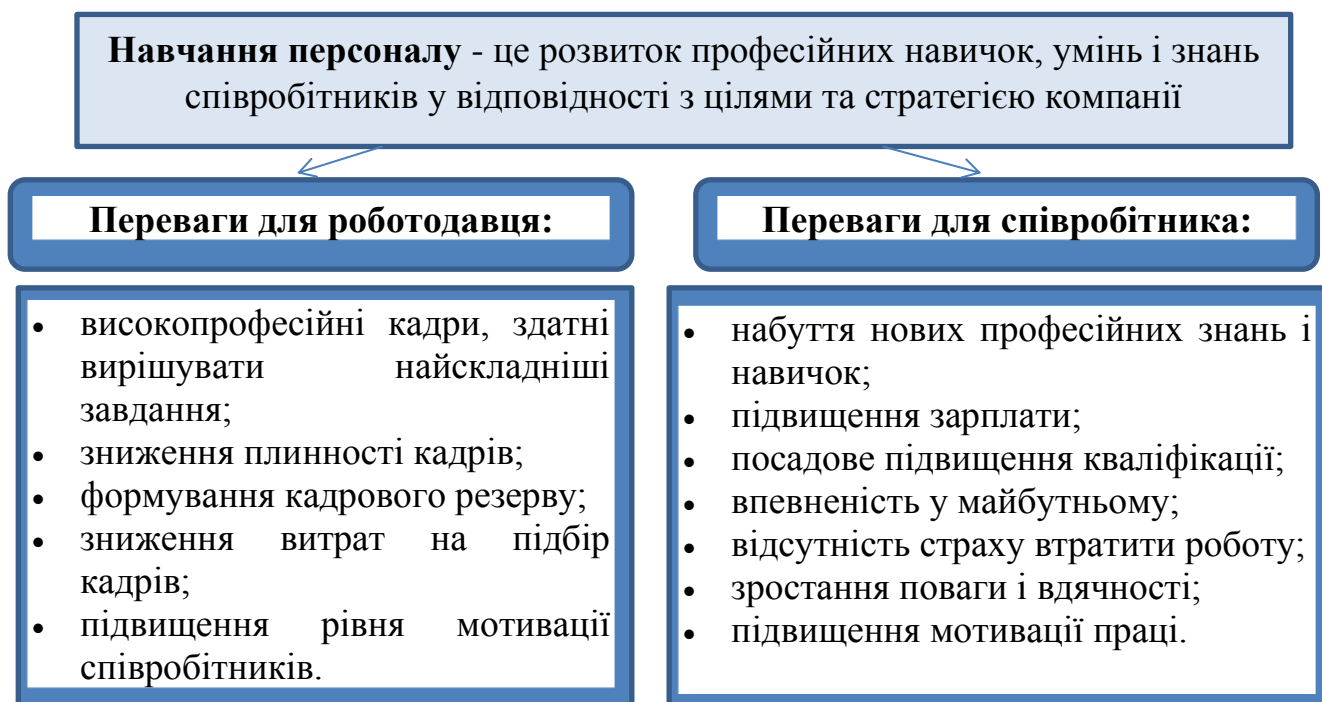 Навчання персоналу - це розвиток професійних навичок, умінь і знань
співробітників у відповідності з цілями та стратегією компанії
Переваги для роботодавця:
• високопрофесійні кадри, здатні
вирішувати найскладніші
завдання;
• зниження плинності кадрів;
• формування кадрового резерву;
• зниження витрат на підбір
кадрів;
• підвищення рівня мотивації
співробітників.
Переваги для співробітника:
• набуття нових професійних знань і
навичок;
• підвищення зарплати;
• посадове підвищення кваліфікації;
• впевненість у майбутньому;
• відсутність страху втратити роботу;
• зростання поваги і вдячності;
• підвищення мотивації праці.